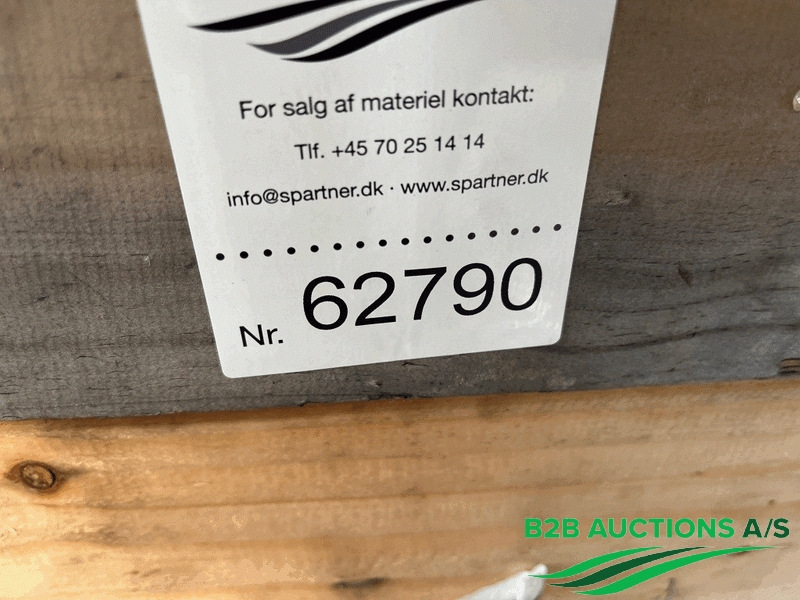 For salg af materiel kontakt:
Tlf. +45 70 25 14 14
info@spartner.dk · www.spartner.dk
Nr. 62790
B2B AUCTIONS A/S